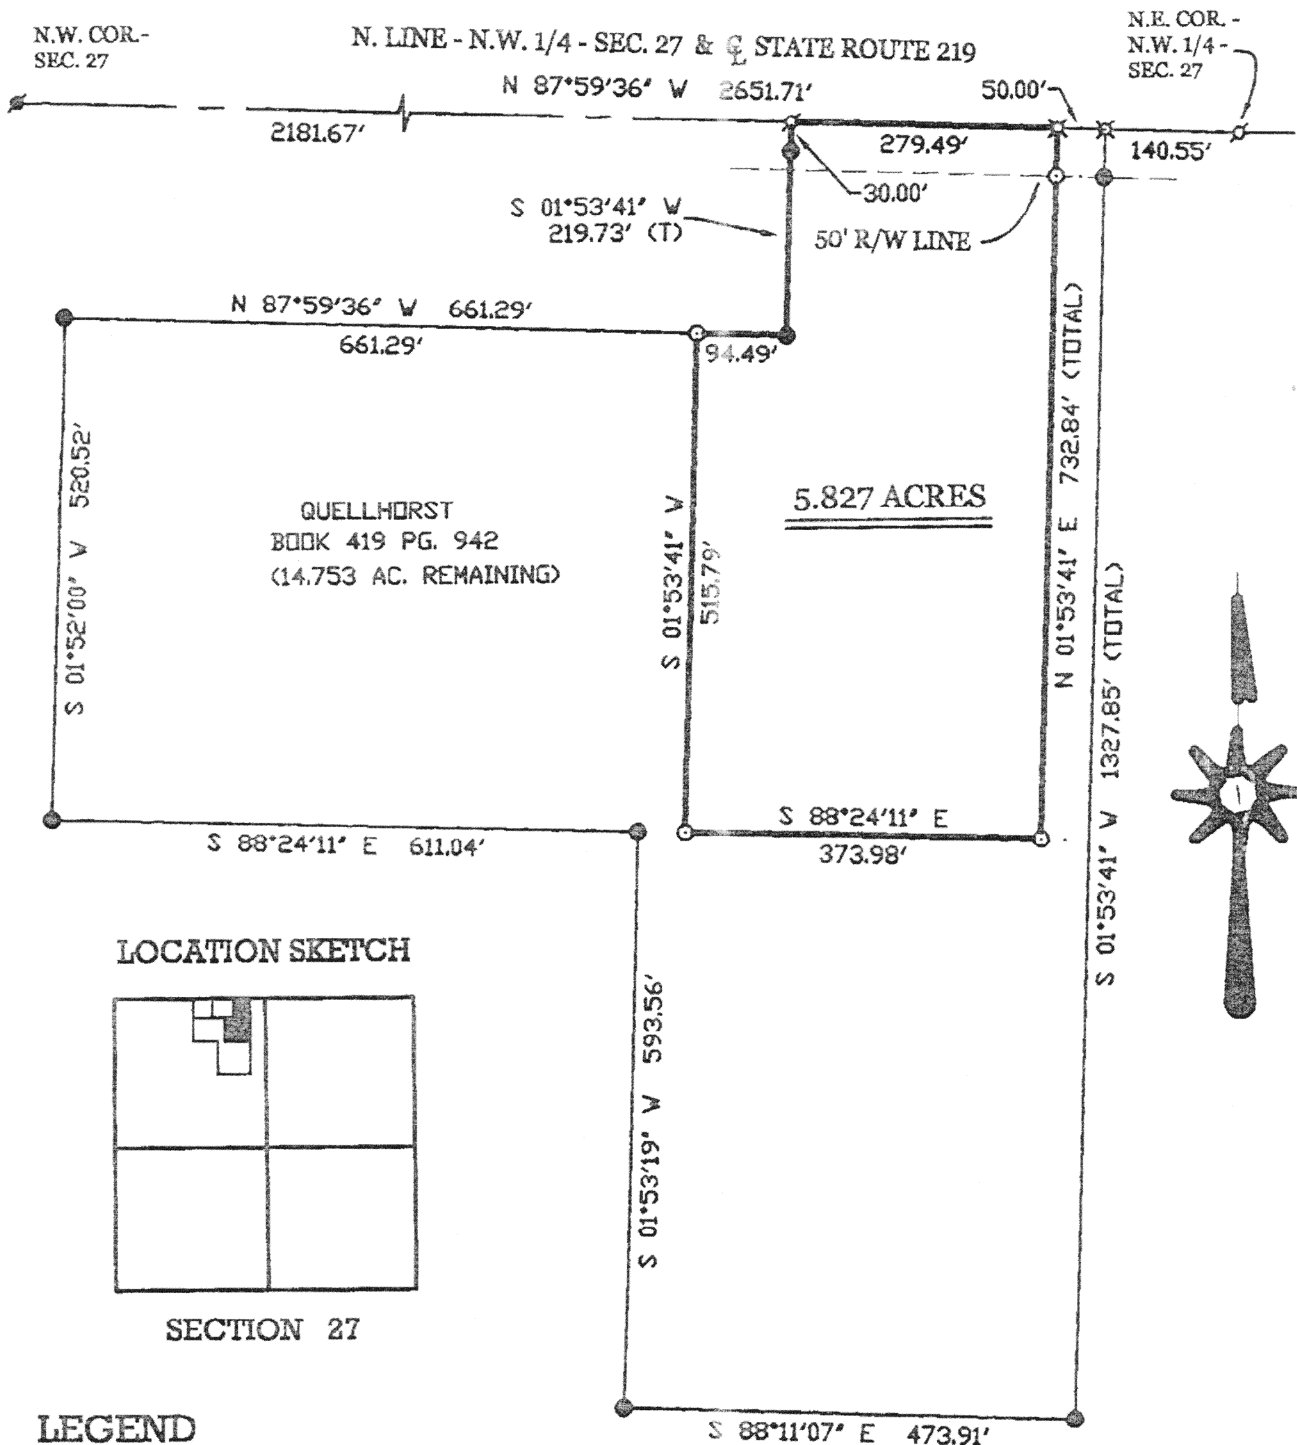 N.W. COR.-
SEC. 27
N. LINE - N.W. 1/4 - SEC. 27 & ℄ STATE ROUTE 219
N.E. COR. -
N.W. 1/4 -
SEC. 27
N 87°59'36" W 2651.71'
50.00'
2181.67'
279.49'
140.55'
30.00'
S 01°53'41" W
219.73' (T)
50' R/W LINE
N 87°59'36" W 661.29'
661.29'
94.49'
S 01°52'00" W 520.52'
QUELLHORST
BOOK 419 PG. 942
(14.753 AC. REMAINING)
S 01°53'41" W
515.79'
5.827 ACRES
N 01°53'41" E 732.84' (TOTAL)
S 01°53'41" W 1327.85' (TOTAL)
S 88°24'11" E 611.04'
S 88°24'11" E
373.98'
LOCATION SKETCH
SECTION 27
S 01°53'19" W 593.56'
S 88°11'07" E 473.91'
LEGEND